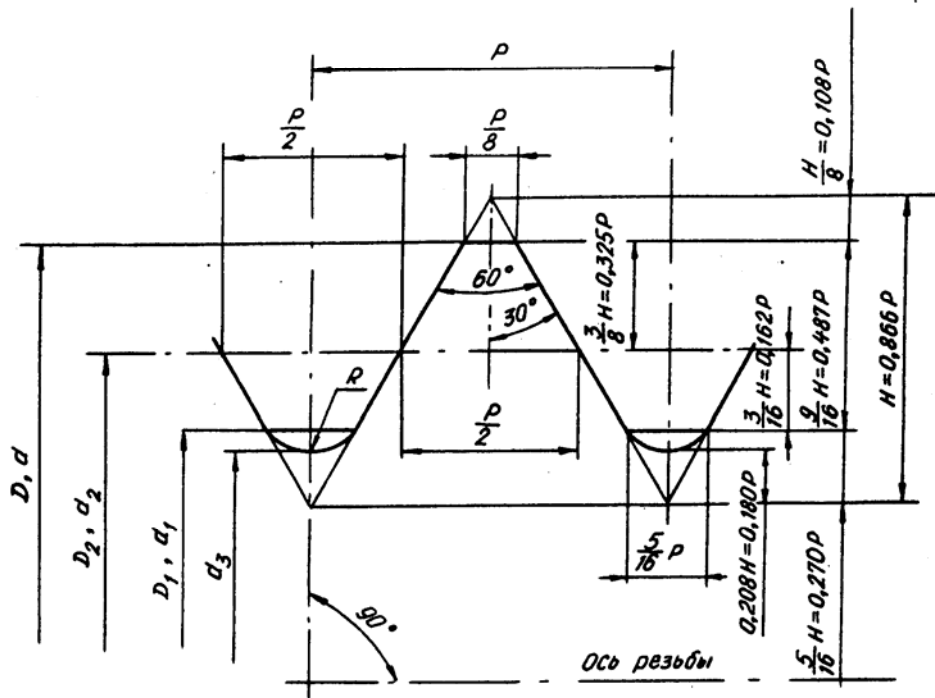 P
P/2
P/8
H/8=0,108P
60°
30°
3/8 H=0,325P
3/16 H=0,162P
9/16 H=0,487P
H=0,866P
R
P/2
D, d
D₂, d₂
D₁, d₁
d₃
5/16 P
0,208H=0,180P
5/16 H=0,270P
90°
Ось резьбы